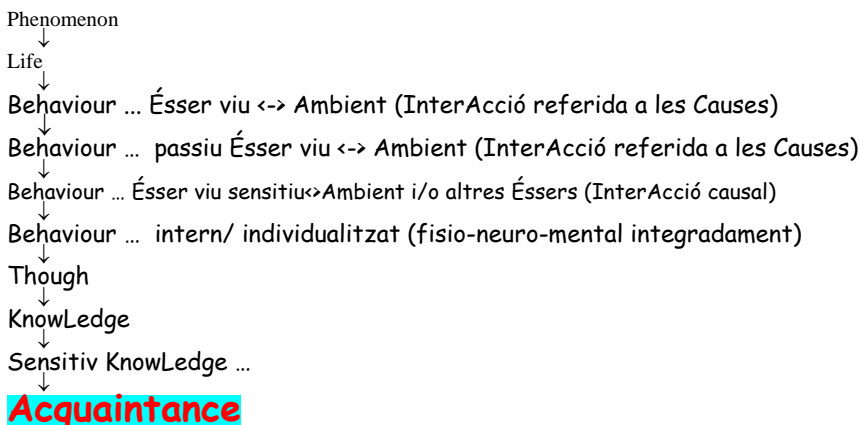 Phenomenon
↓
Life
↓
Behaviour ... Ésser viu <-> Ambient (InterAcció referida a les Causes)
↓
Behaviour ... passiu Ésser viu <-> Ambient (InterAcció referida a les Causes)
↓
Behaviour ... Ésser viu sensitiu<>Ambient i/o altres Éssers (InterAcció causal)
↓
Behaviour ... intern/ individualitzat (fisio-neuro-mental integradament)
↓
Though
↓
KnowLedge
↓
Sensitiv KnowLedge ...
↓
Acquaintance